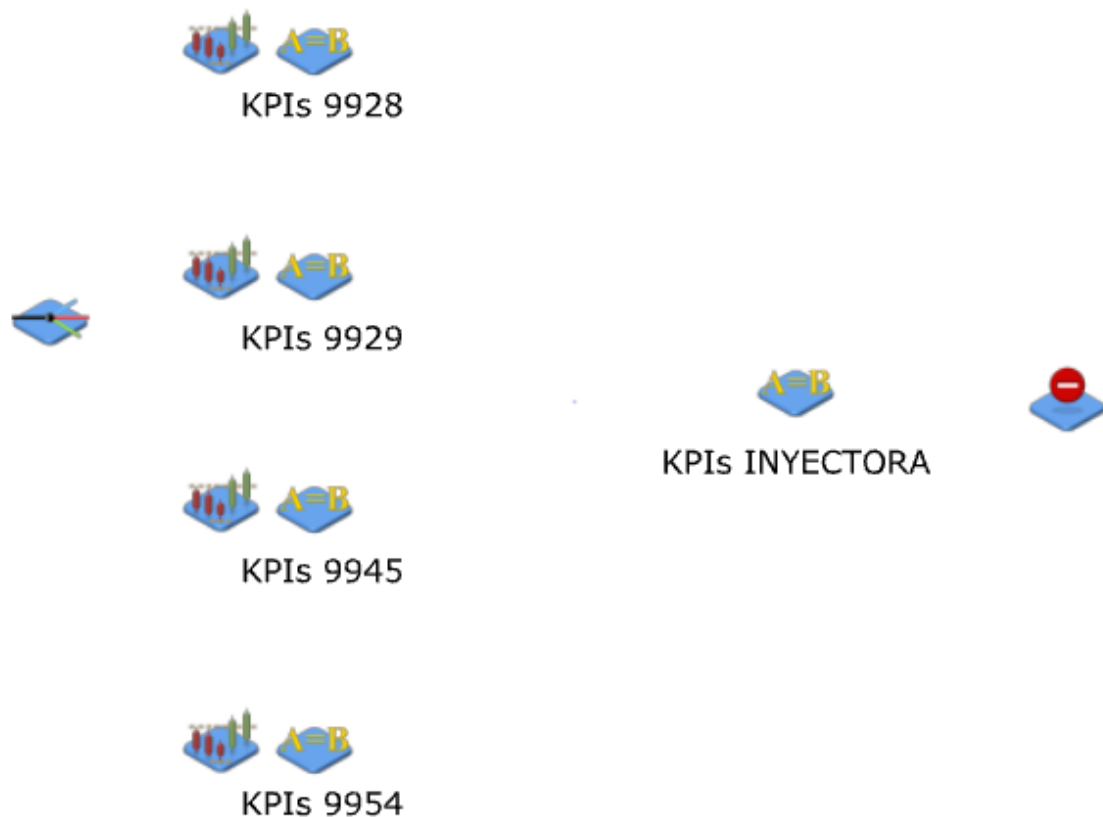 A=B
KPIs 9928
A=B
KPIs 9929
A=B
KPIs INYECTORA
A=B
KPIs 9945
A=B
KPIs 9954